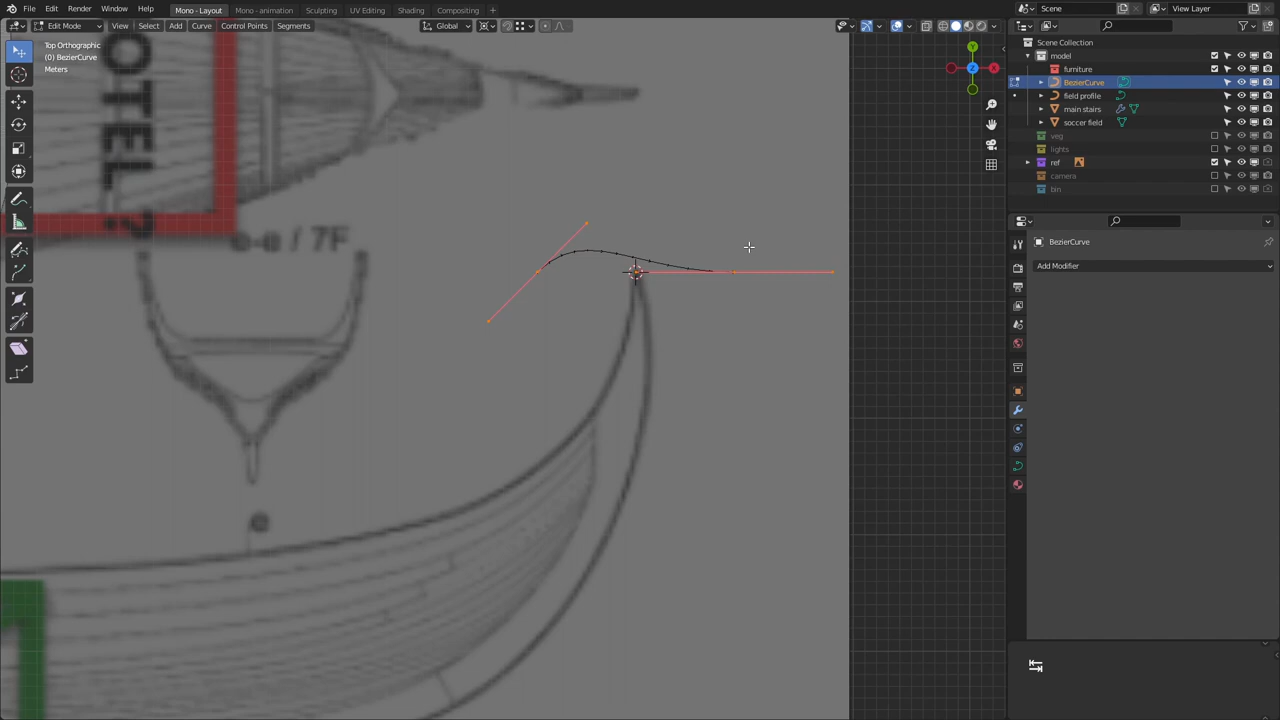 File Edit Render Window Help Mono - Layout Mono - animation Sculpting UV Editing Shading Compositing Scene View Layer
Edit Mode View Select Add Curve Control Points Segments Global
Top Orthographic
(0) BezierCurve
Meters
Scene Collection
model
furniture
BezierCurve
field profile
main stairs
soccer field
veg
lights
ref
camera
bin
BezierCurve
Add Modifier
e-e / 7F
e
Y
X
Z